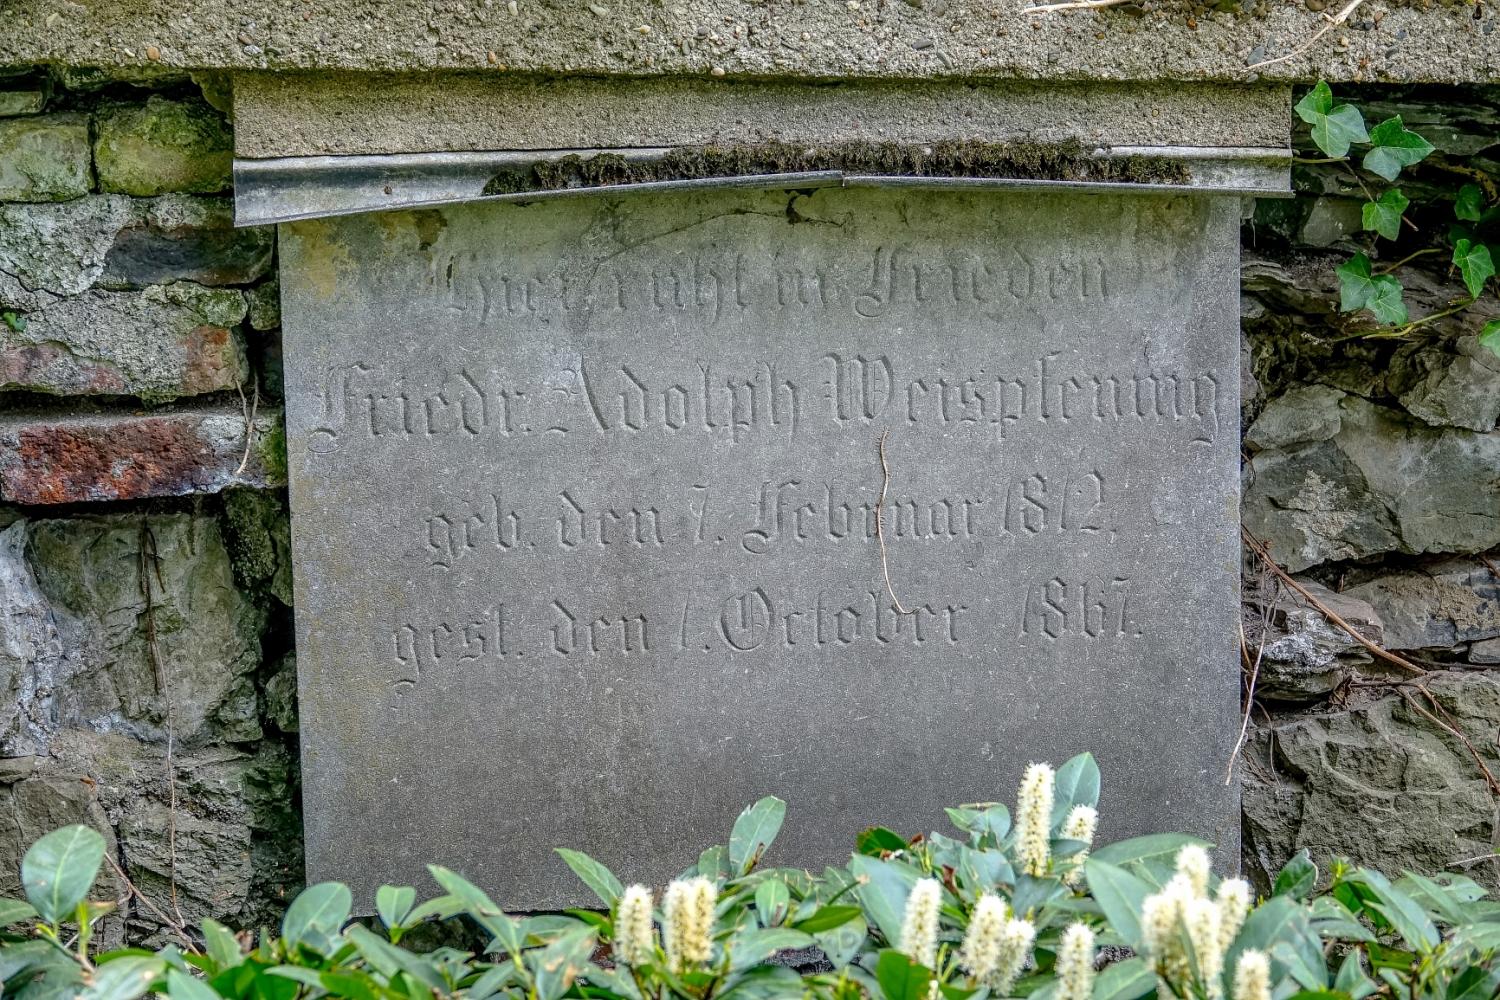 Hier ruht in Frieden
Friedr. Adolph Weispfennig
geb. den 7. Februar 1812,
gest. den 1. October 1867.